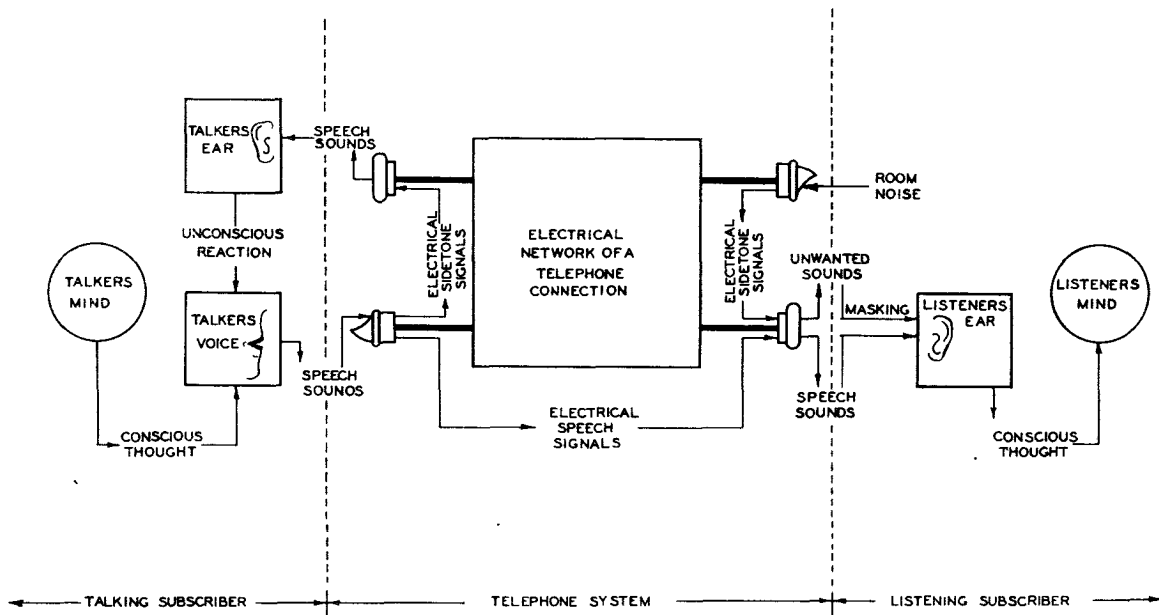 TALKERS
EAR
SPEECH
SOUNDS
UNCONSCIOUS
REACTION
TALKERS
MIND
TALKERS
VOICE
SPEECH
SOUNDS
CONSCIOUS
THOUGHT
ELECTRICAL
SIDETONE
SIGNALS
ELECTRICAL
NETWORK OF A
TELEPHONE
CONNECTION
ELECTRICAL
SPEECH
SIGNALS
ELECTRICAL
SIDETONE
SIGNALS
ROOM
NOISE
UNWANTED
SOUNDS
MASKING
SPEECH
SOUNDS
LISTENERS
EAR
LISTENERS
MIND
CONSCIOUS
THOUGHT
TALKING SUBSCRIBER
TELEPHONE SYSTEM
LISTENING SUBSCRIBER